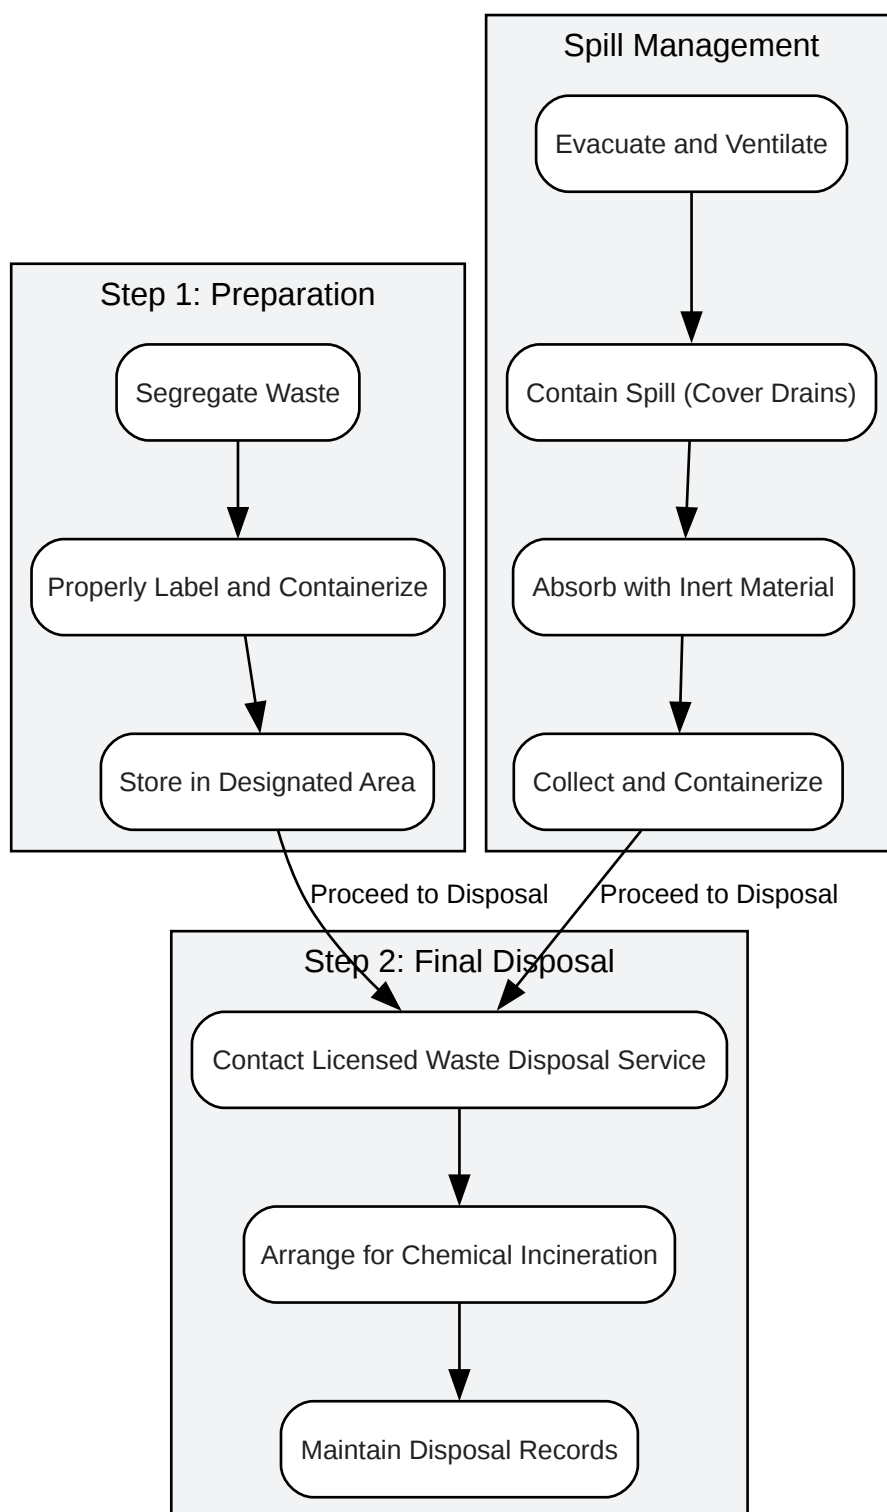 Spill Management
Evacuate and Ventilate
Contain Spill (Cover Drains)
Absorb with Inert Material
Collect and Containerize
Step 1: Preparation
Segregate Waste
Properly Label and Containerize
Store in Designated Area
Proceed to Disposal
Proceed to Disposal
Step 2: Final Disposal
Contact Licensed Waste Disposal Service
Arrange for Chemical Incineration
Maintain Disposal Records